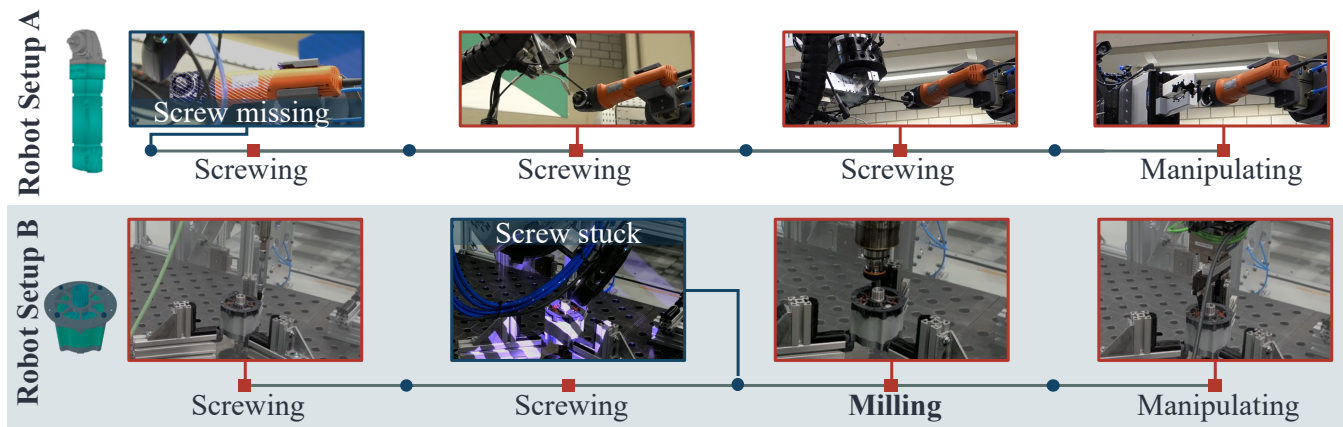 Robot Setup A
Screw missing
Screwing
Screwing
Screwing
Manipulating
Robot Setup B
Screw stuck
Screwing
Screwing
Milling
Manipulating